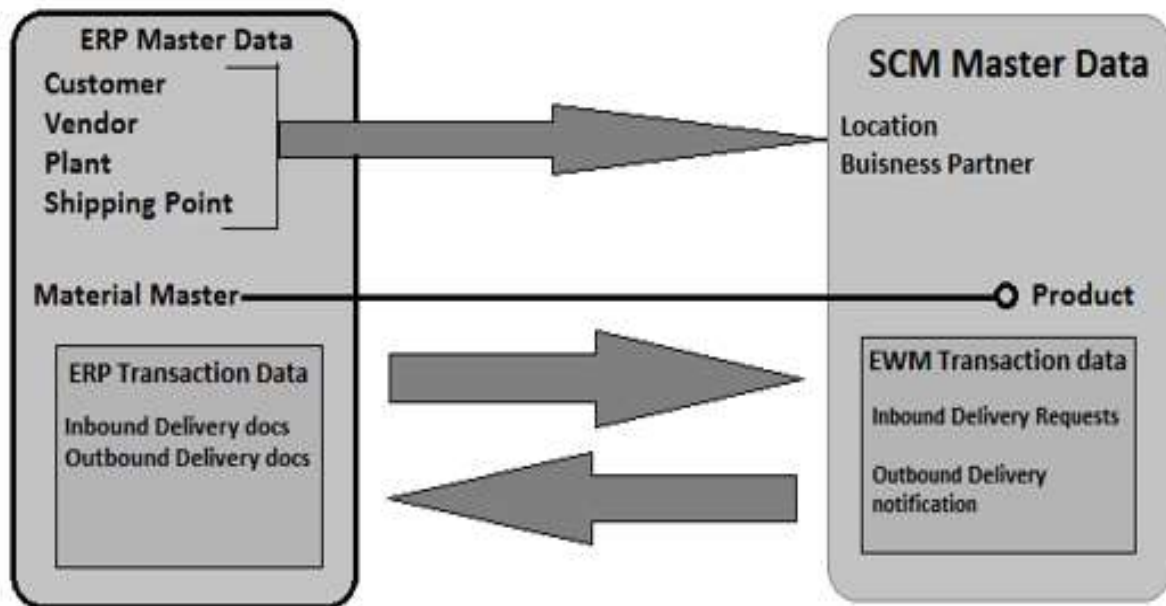 ERP Master Data
Customer
Vendor
Plant
Shipping Point
Material Master
ERP Transaction Data
Inbound Delivery docs
Outbound Delivery docs
SCM Master Data
Location
Buisness Partner
Product
EWM Transaction data
Inbound Delivery Requests
Outbound Delivery
notification